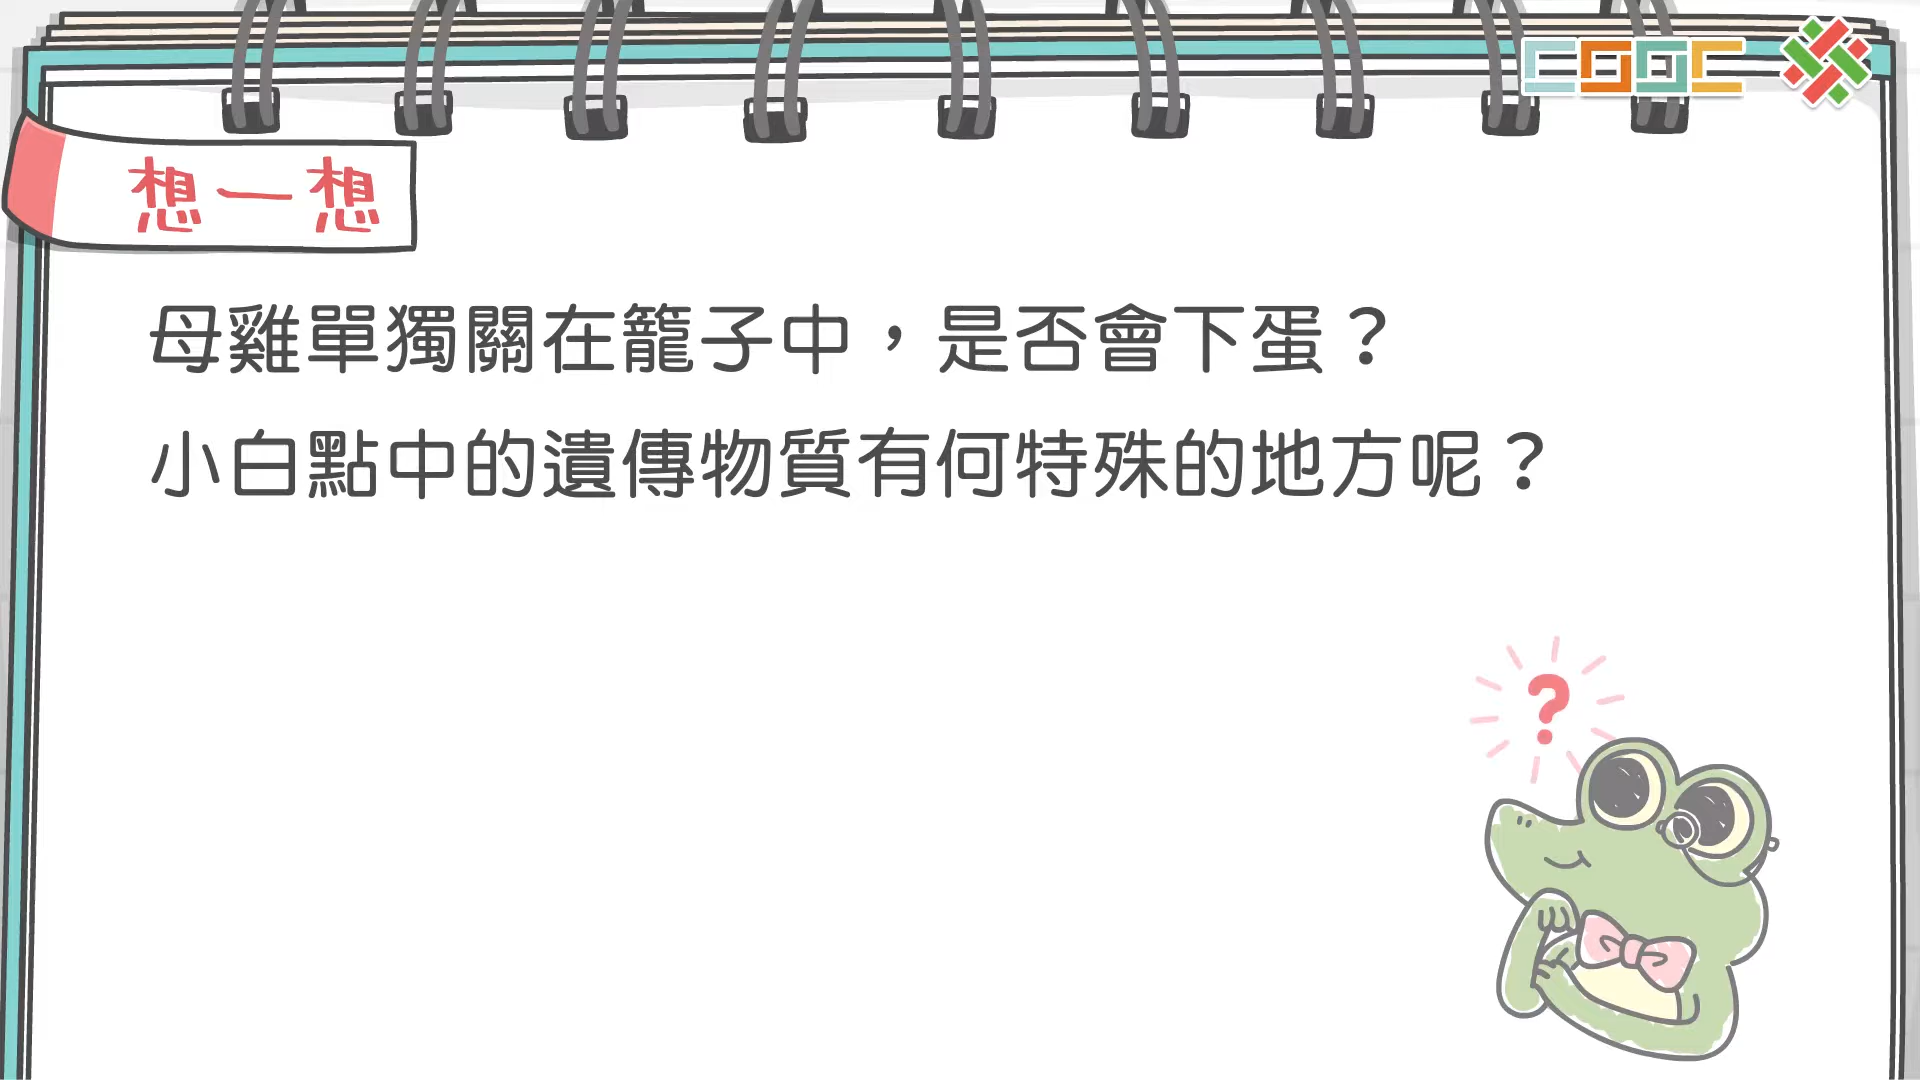 想一想
母雞單獨關在籠子中，是否會下蛋？
小白點中的遺傳物質有何特殊的地方呢？
?